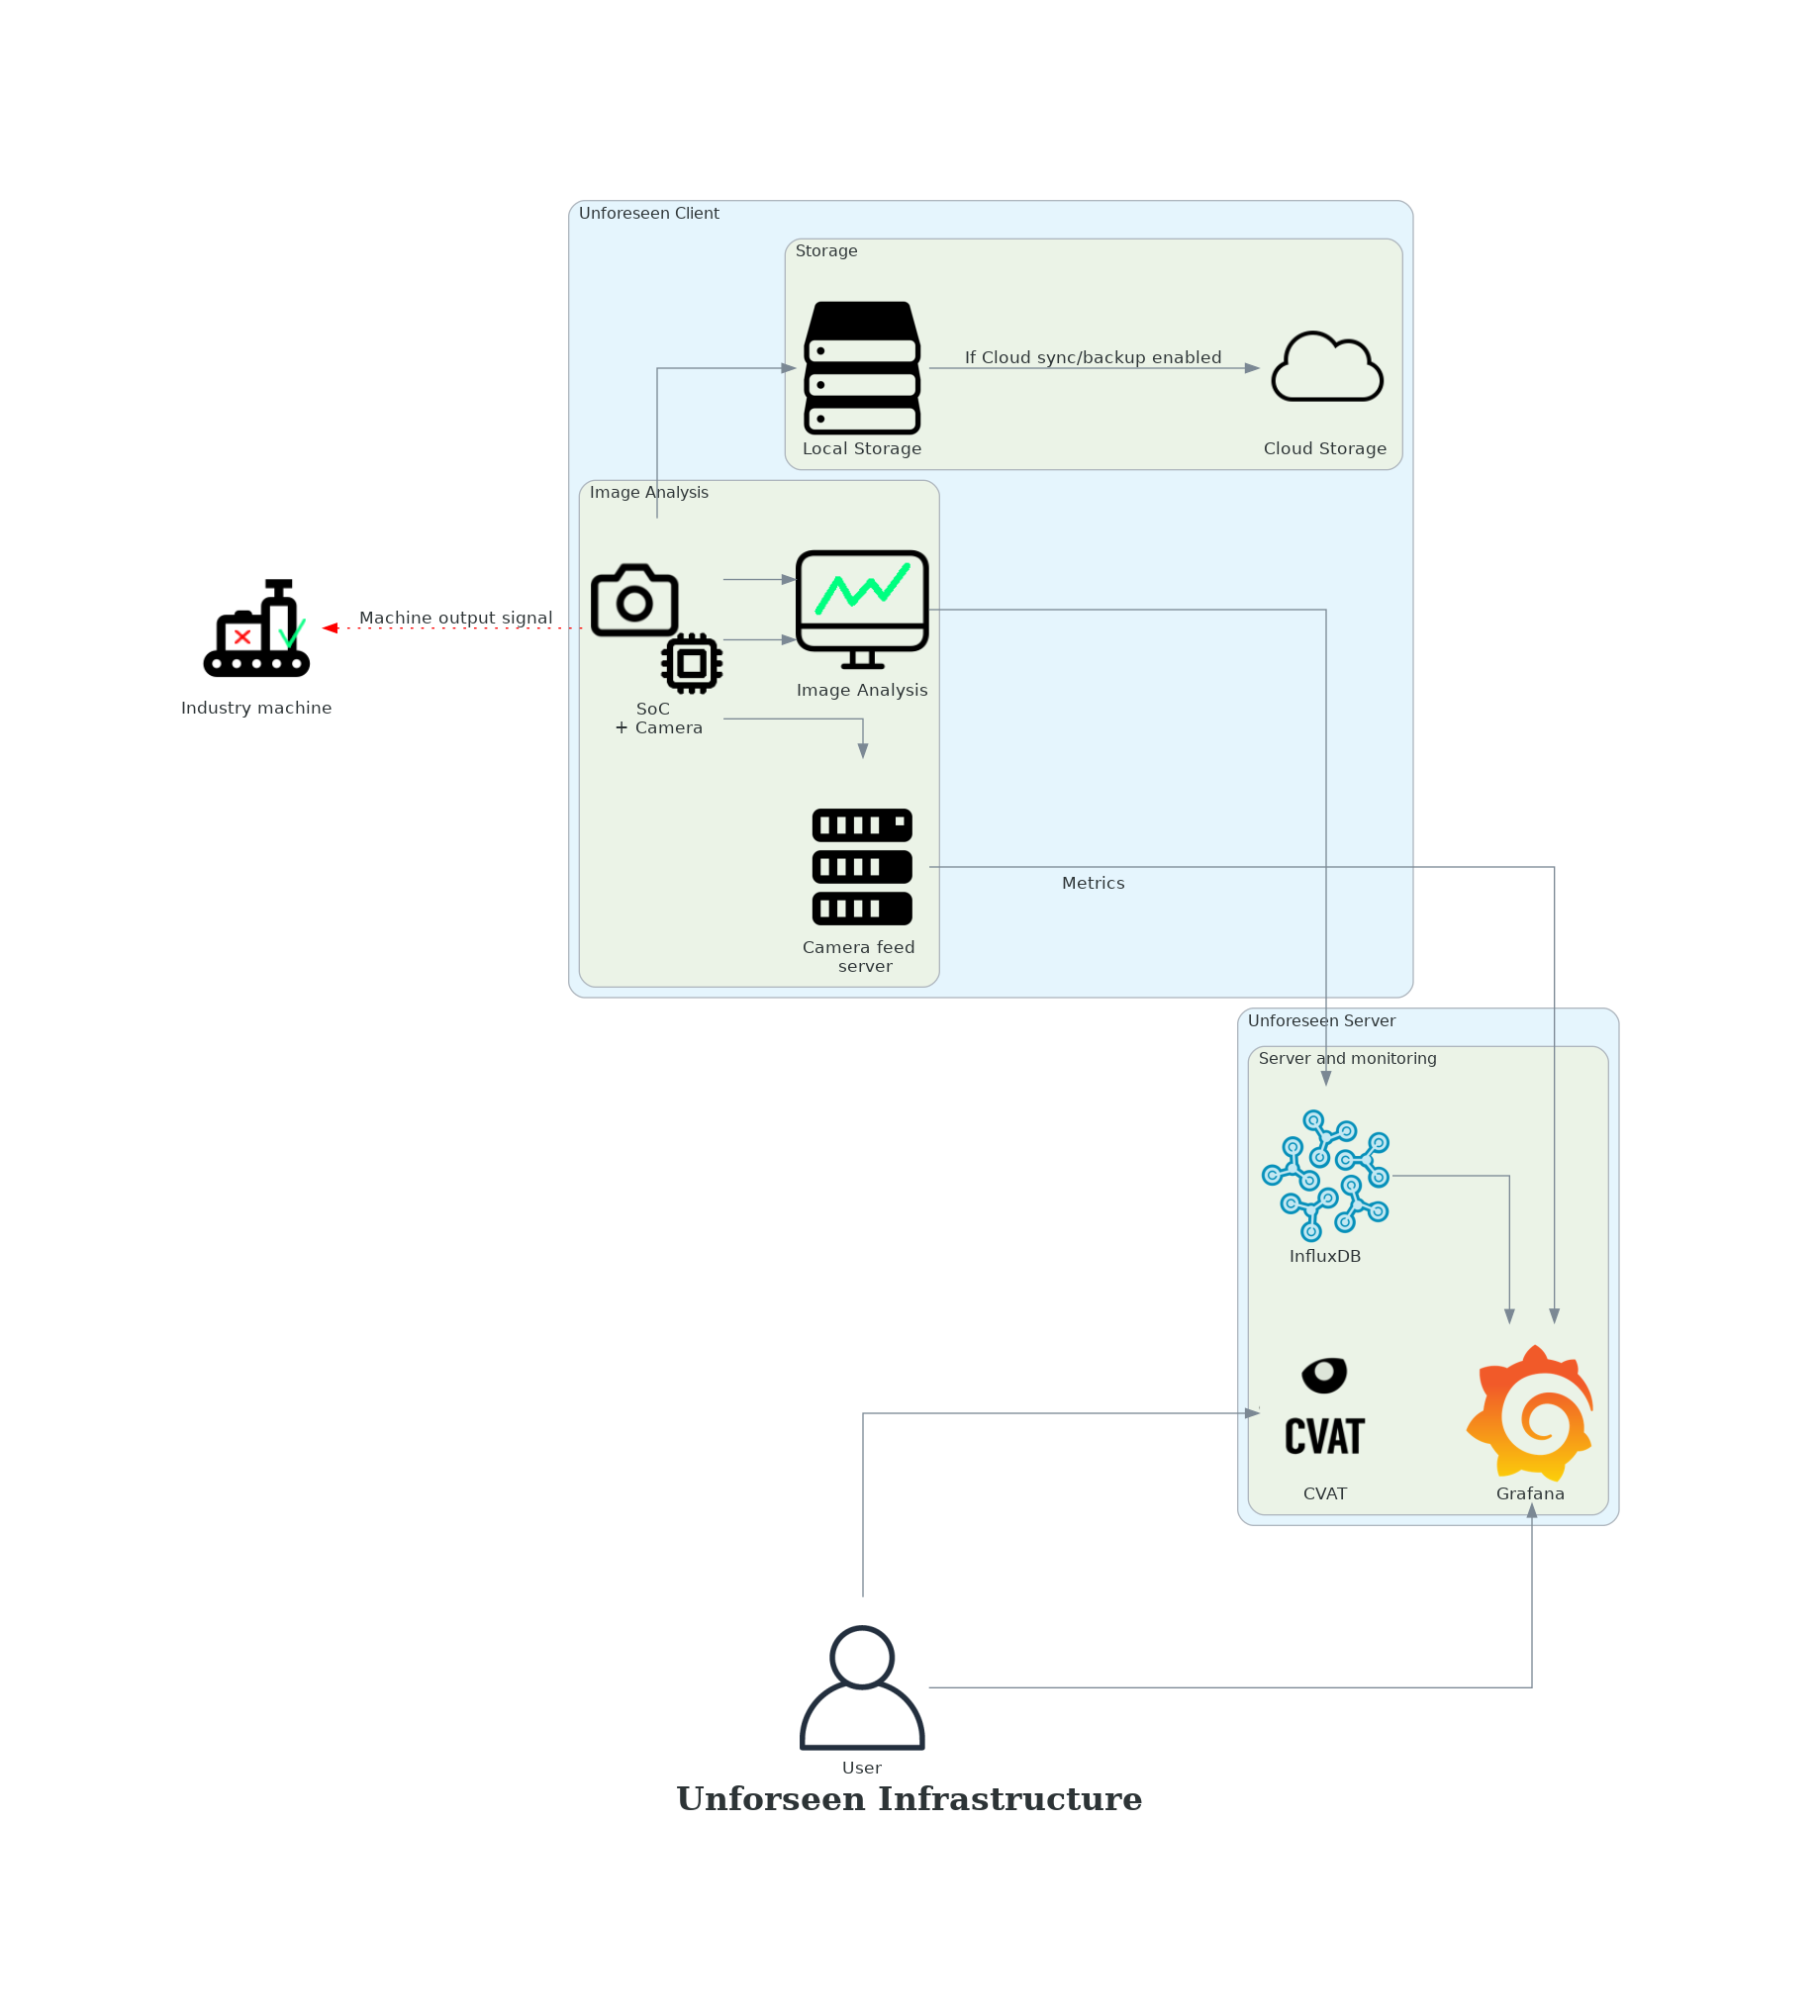 Unforeseen Client
Storage
If Cloud sync/backup enabled
Local Storage
Cloud Storage
Image Analysis
Machine output signal
Industry machine
Image Analysis
SoC
+ Camera
Metrics
Camera feed
server
Unforeseen Server
Server and monitoring
InfluxDB
CVAT
CVAT
Grafana
User
Unforseen Infrastructure